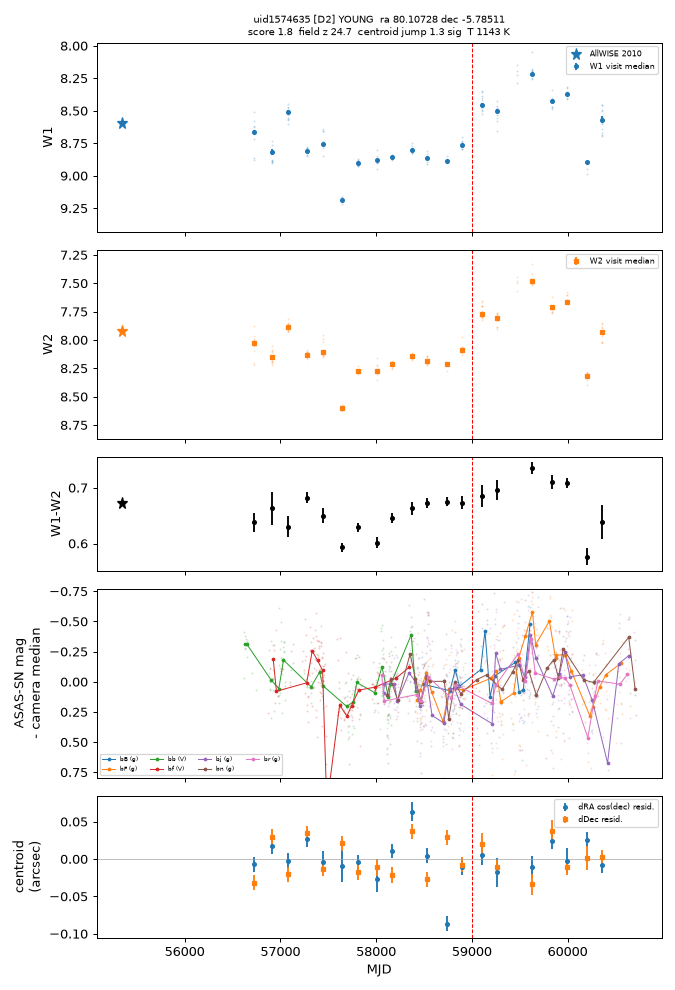 uid1574635 [D2] YOUNG ra 80.10728 dec -5.78511
score 1.8 field z 24.7 centroid jump 1.3 sig T 1143 K
8.00
8.25
8.50
8.75
9.00
9.25
W1
AllWISE 2010
W1 visit median
7.25
7.50
7.75
8.00
8.25
8.50
8.75
W2
W2 visit median
0.7
0.6
W1-W2
−0.75
−0.50
−0.25
0.00
0.25
0.50
0.75
ASAS-SN mag
- camera median
bB (g)
bF (g)
bb (V)
bf (V)
bj (g)
bn (g)
br (g)
0.05
0.00
−0.05
−0.10
centroid
(arcsec)
dRA cos(dec) resid.
dDec resid.
56000
57000
58000
59000
60000
MJD